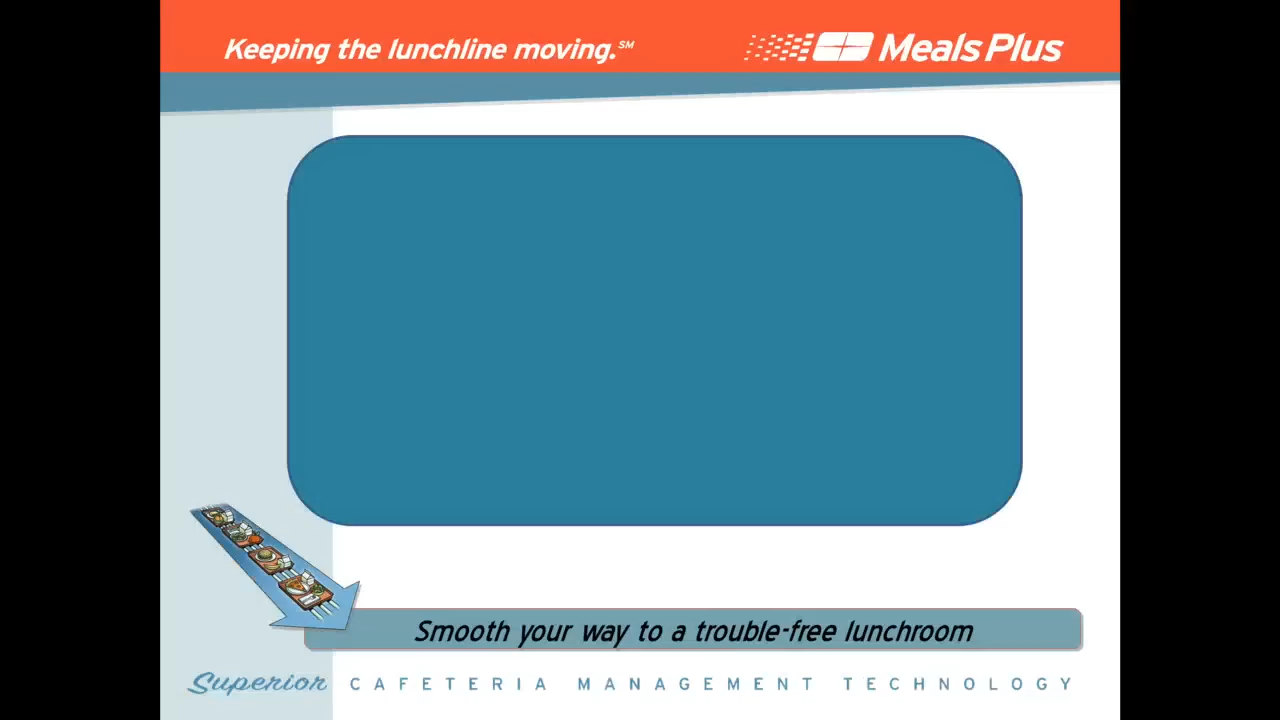 Keeping the lunchline moving.℠
Meals Plus
Smooth your way to a trouble-free lunchroom
Superior CAFETERIA MANAGEMENT TECHNOLOGY